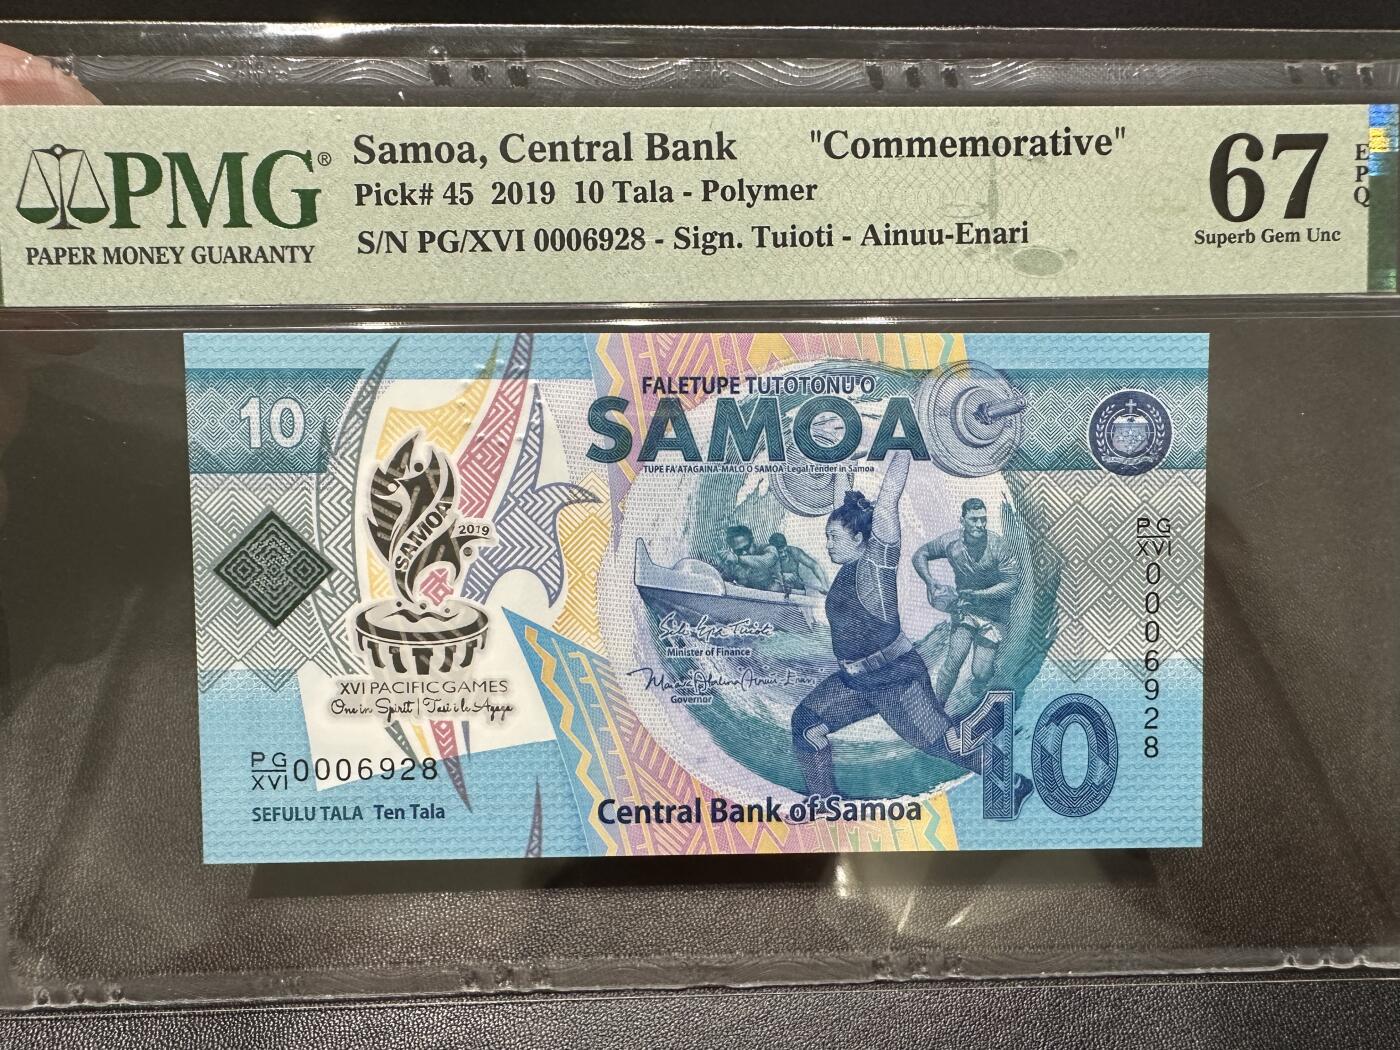 PMG®
PAPER MONEY GUARANTY
Samoa, Central Bank "Commemorative"
Pick# 45 2019 10 Tala - Polymer
S/N PG/XVI 0006928 - Sign. Tuioti - Ainuu-Enari
67
EPQ
Superb Gem Unc
10
FALETUPE TUTOTONU O
SAMOA
TUPE FA'ATAGAINA-MALO O SAMOA-Legal Tender in Samoa
SAMOA
2019
XVI PACIFIC GAMES
One in Spirit | Tasi i le Agaga
PG
XVI 0006928
SEFULU TALA Ten Tala
Minister of Finance
Governor
Central Bank of Samoa
10
PG
XVI
0006928